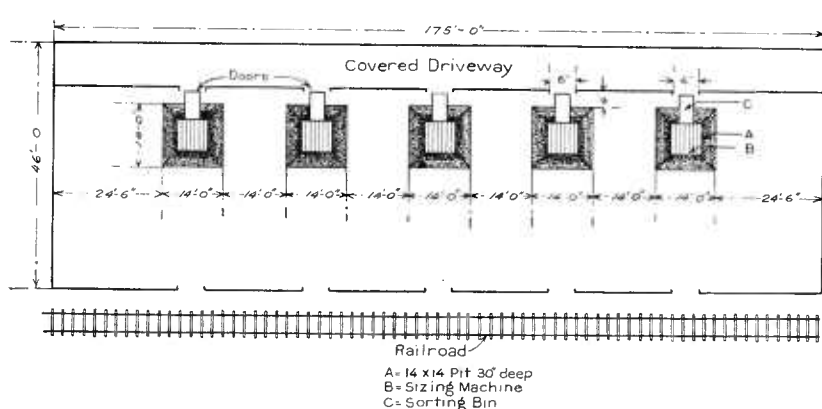 175'-0"
Covered Driveway
Doors
6'
C
A
B
14'-0"
46'-0
24'-6" 14'-0" 14'-0" 14'-0" 14'-0" 14'-0" 14'-0" 14'-0" 14'-0" 14'-0" 24'-6"
Railroad
A= 14 x 14 Pit 30" deep
B= Sizing Machine
C= Sorting Bin